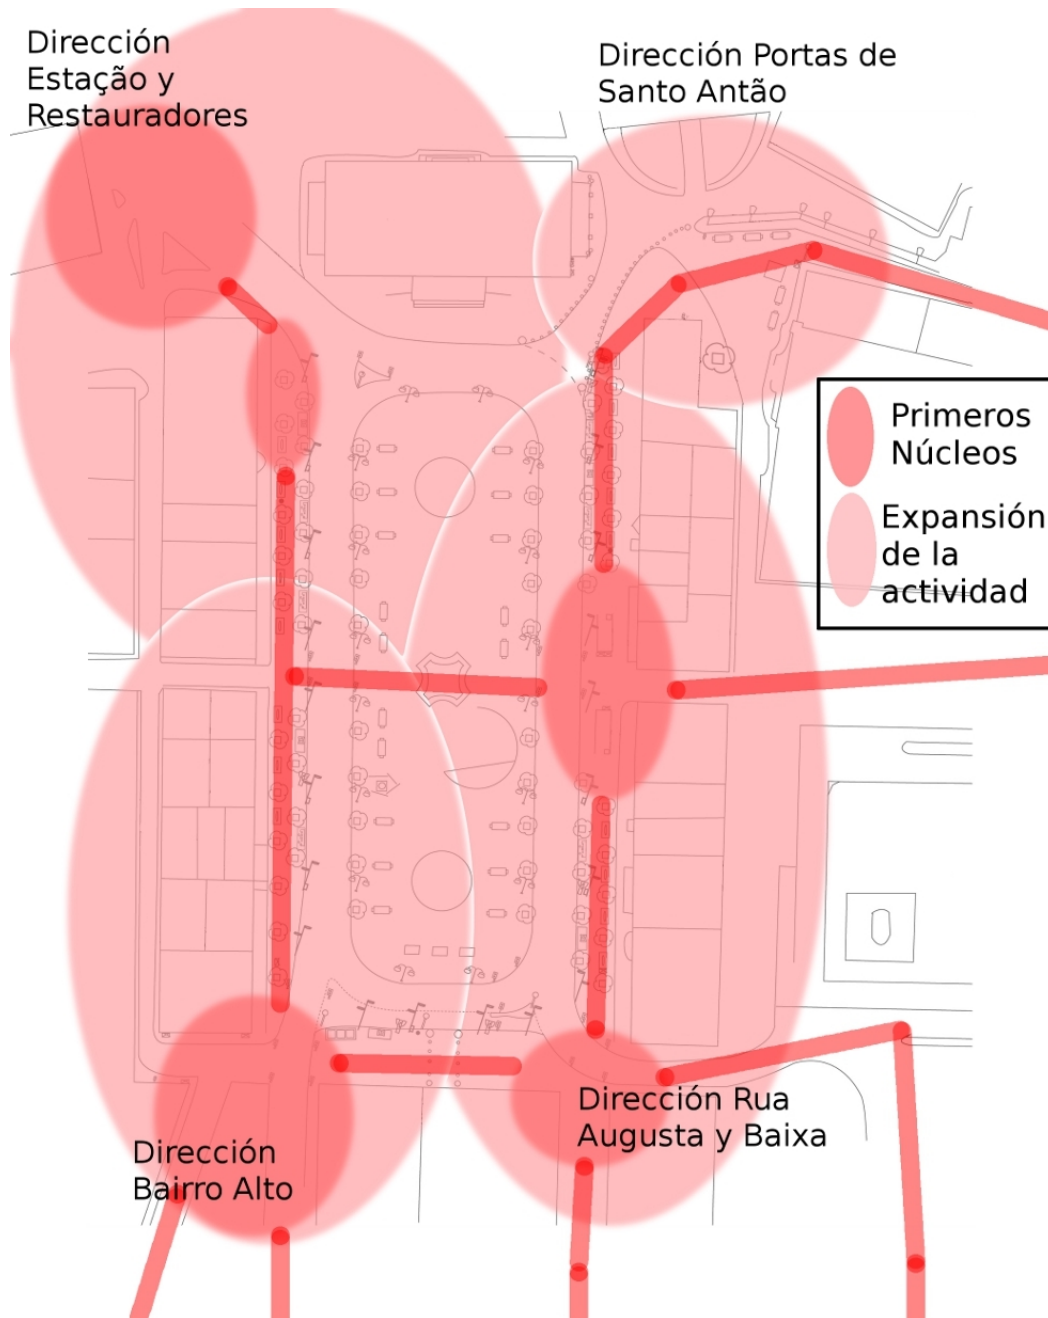 Dirección
Estação y
Restauradores
Dirección Portas de
Santo Antão
Primeros
Núcleos
Expansión
de la
actividad
Dirección Rua
Augusta y Baixa
Dirección
Bairro Alto